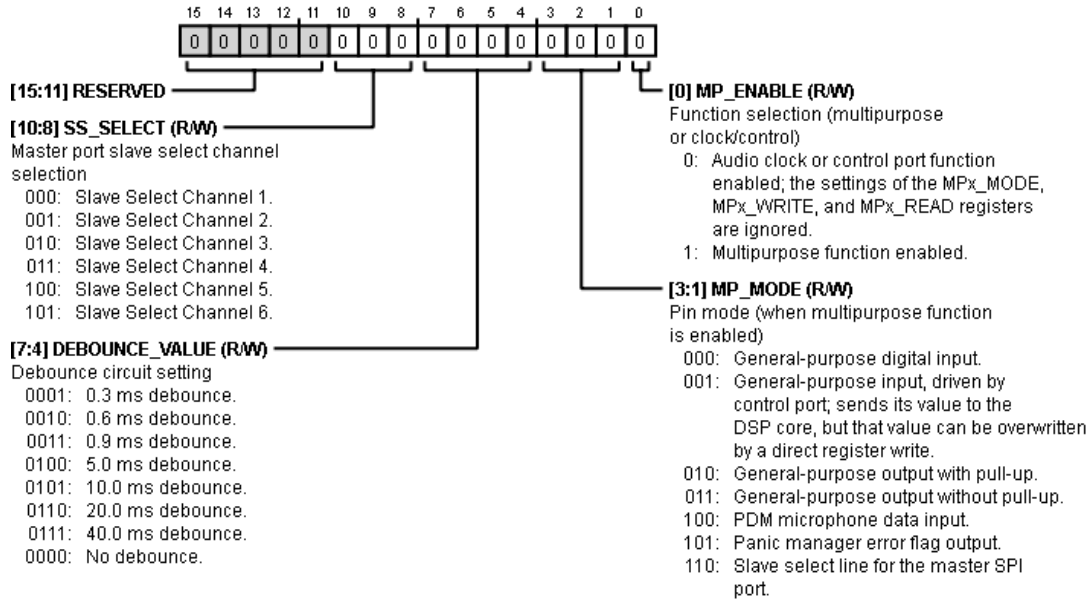 15 14 13 12 11 10 9 8 7 6 5 4 3 2 1 0
0 0 0 0 0 0 0 0 0 0 0 0 0 0 0 0
[15:11] RESERVED
[10:8] SS_SELECT (R/W)
Master port slave select channel
selection
000: Slave Select Channel 1.
001: Slave Select Channel 2.
010: Slave Select Channel 3.
011: Slave Select Channel 4.
100: Slave Select Channel 5.
101: Slave Select Channel 6.
[7:4] DEBOUNCE_VALUE (R/W)
Debounce circuit setting
0001: 0.3 ms debounce.
0010: 0.6 ms debounce.
0011: 0.9 ms debounce.
0100: 5.0 ms debounce.
0101: 10.0 ms debounce.
0110: 20.0 ms debounce.
0111: 40.0 ms debounce.
0000: No debounce.
[0] MP_ENABLE (R/W)
Function selection (multipurpose
or clock/control)
0: Audio clock or control port function
enabled; the settings of the MPx_MODE,
MPx_WRITE, and MPx_READ registers
are ignored.
1: Multipurpose function enabled.
[3:1] MP_MODE (R/W)
Pin mode (when multipurpose function
is enabled)
000: General-purpose digital input.
001: General-purpose input, driven by
control port; sends its value to the
DSP core, but that value can be overwritten
by a direct register write.
010: General-purpose output with pull-up.
011: General-purpose output without pull-up.
100: PDM microphone data input.
101: Panic manager error flag output.
110: Slave select line for the master SPI
port.